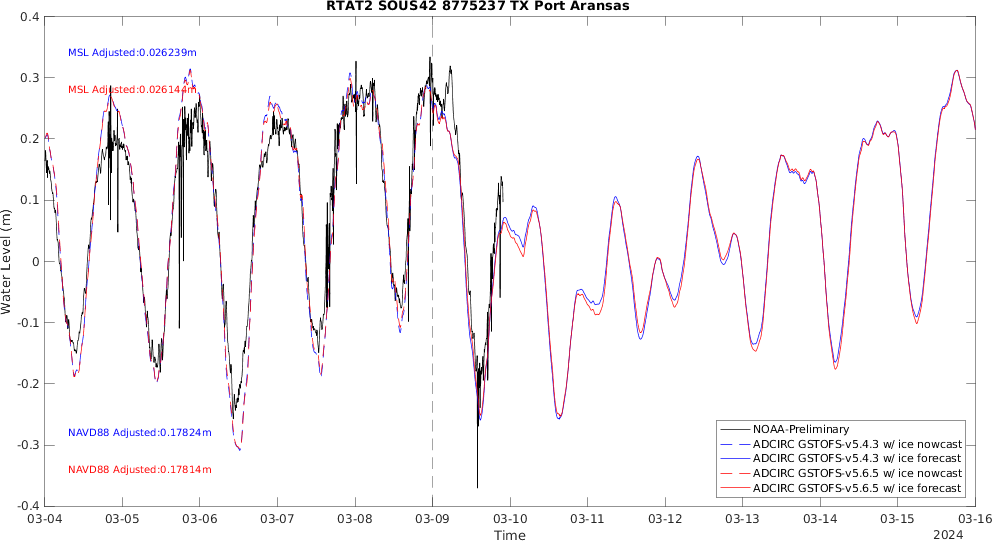 RTAT2 SOUS42 8775237 TX Port Aransas
0.4
0.3
0.2
0.1
0
-0.1
-0.2
-0.3
-0.4
Water Level (m)
MSL Adjusted:0.026239m
MSL Adjusted:0.026144m
NAVD88 Adjusted:0.17824m
NAVD88 Adjusted:0.17814m
NOAA-Preliminary
ADCIRC GSTOFS-v5.4.3 w/ ice nowcast
ADCIRC GSTOFS-v5.4.3 w/ ice forecast
ADCIRC GSTOFS-v5.6.5 w/ ice nowcast
ADCIRC GSTOFS-v5.6.5 w/ ice forecast
03-04 03-05 03-06 03-07 03-08 03-09 03-10 03-11 03-12 03-13 03-14 03-15 03-16
Time
2024